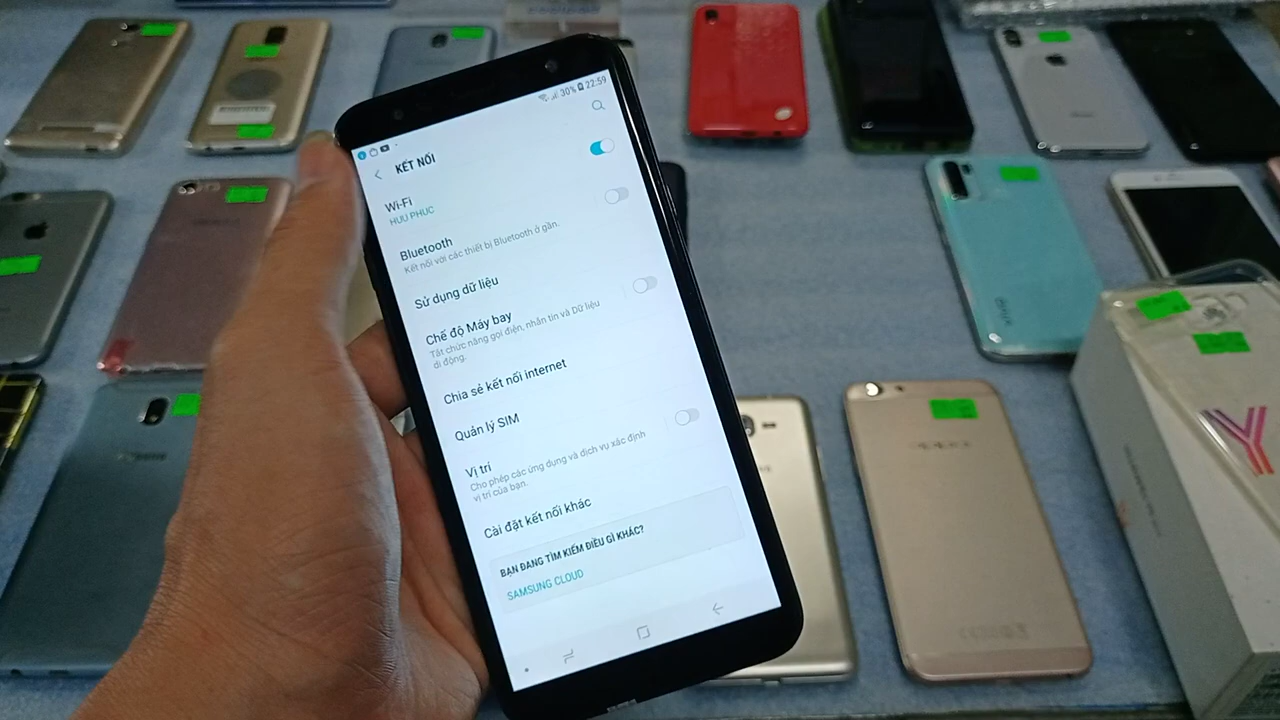 30% 22:59
KẾT NỐI
Wi-Fi
HUU PHUC
Bluetooth
Kết nối với các thiết bị Bluetooth ở gần.
Sử dụng dữ liệu
Chế độ Máy bay
Tắt chức năng gọi điện, nhắn tin và Dữ liệu
di động.
Chia sẻ kết nối internet
Quản lý SIM
Vị trí
Cho phép các ứng dụng và dịch vụ xác định
vị trí của bạn.
Cài đặt kết nối khác
BẠN ĐANG TÌM KIẾM ĐIỀU GÌ KHÁC?
SAMSUNG CLOUD
Y